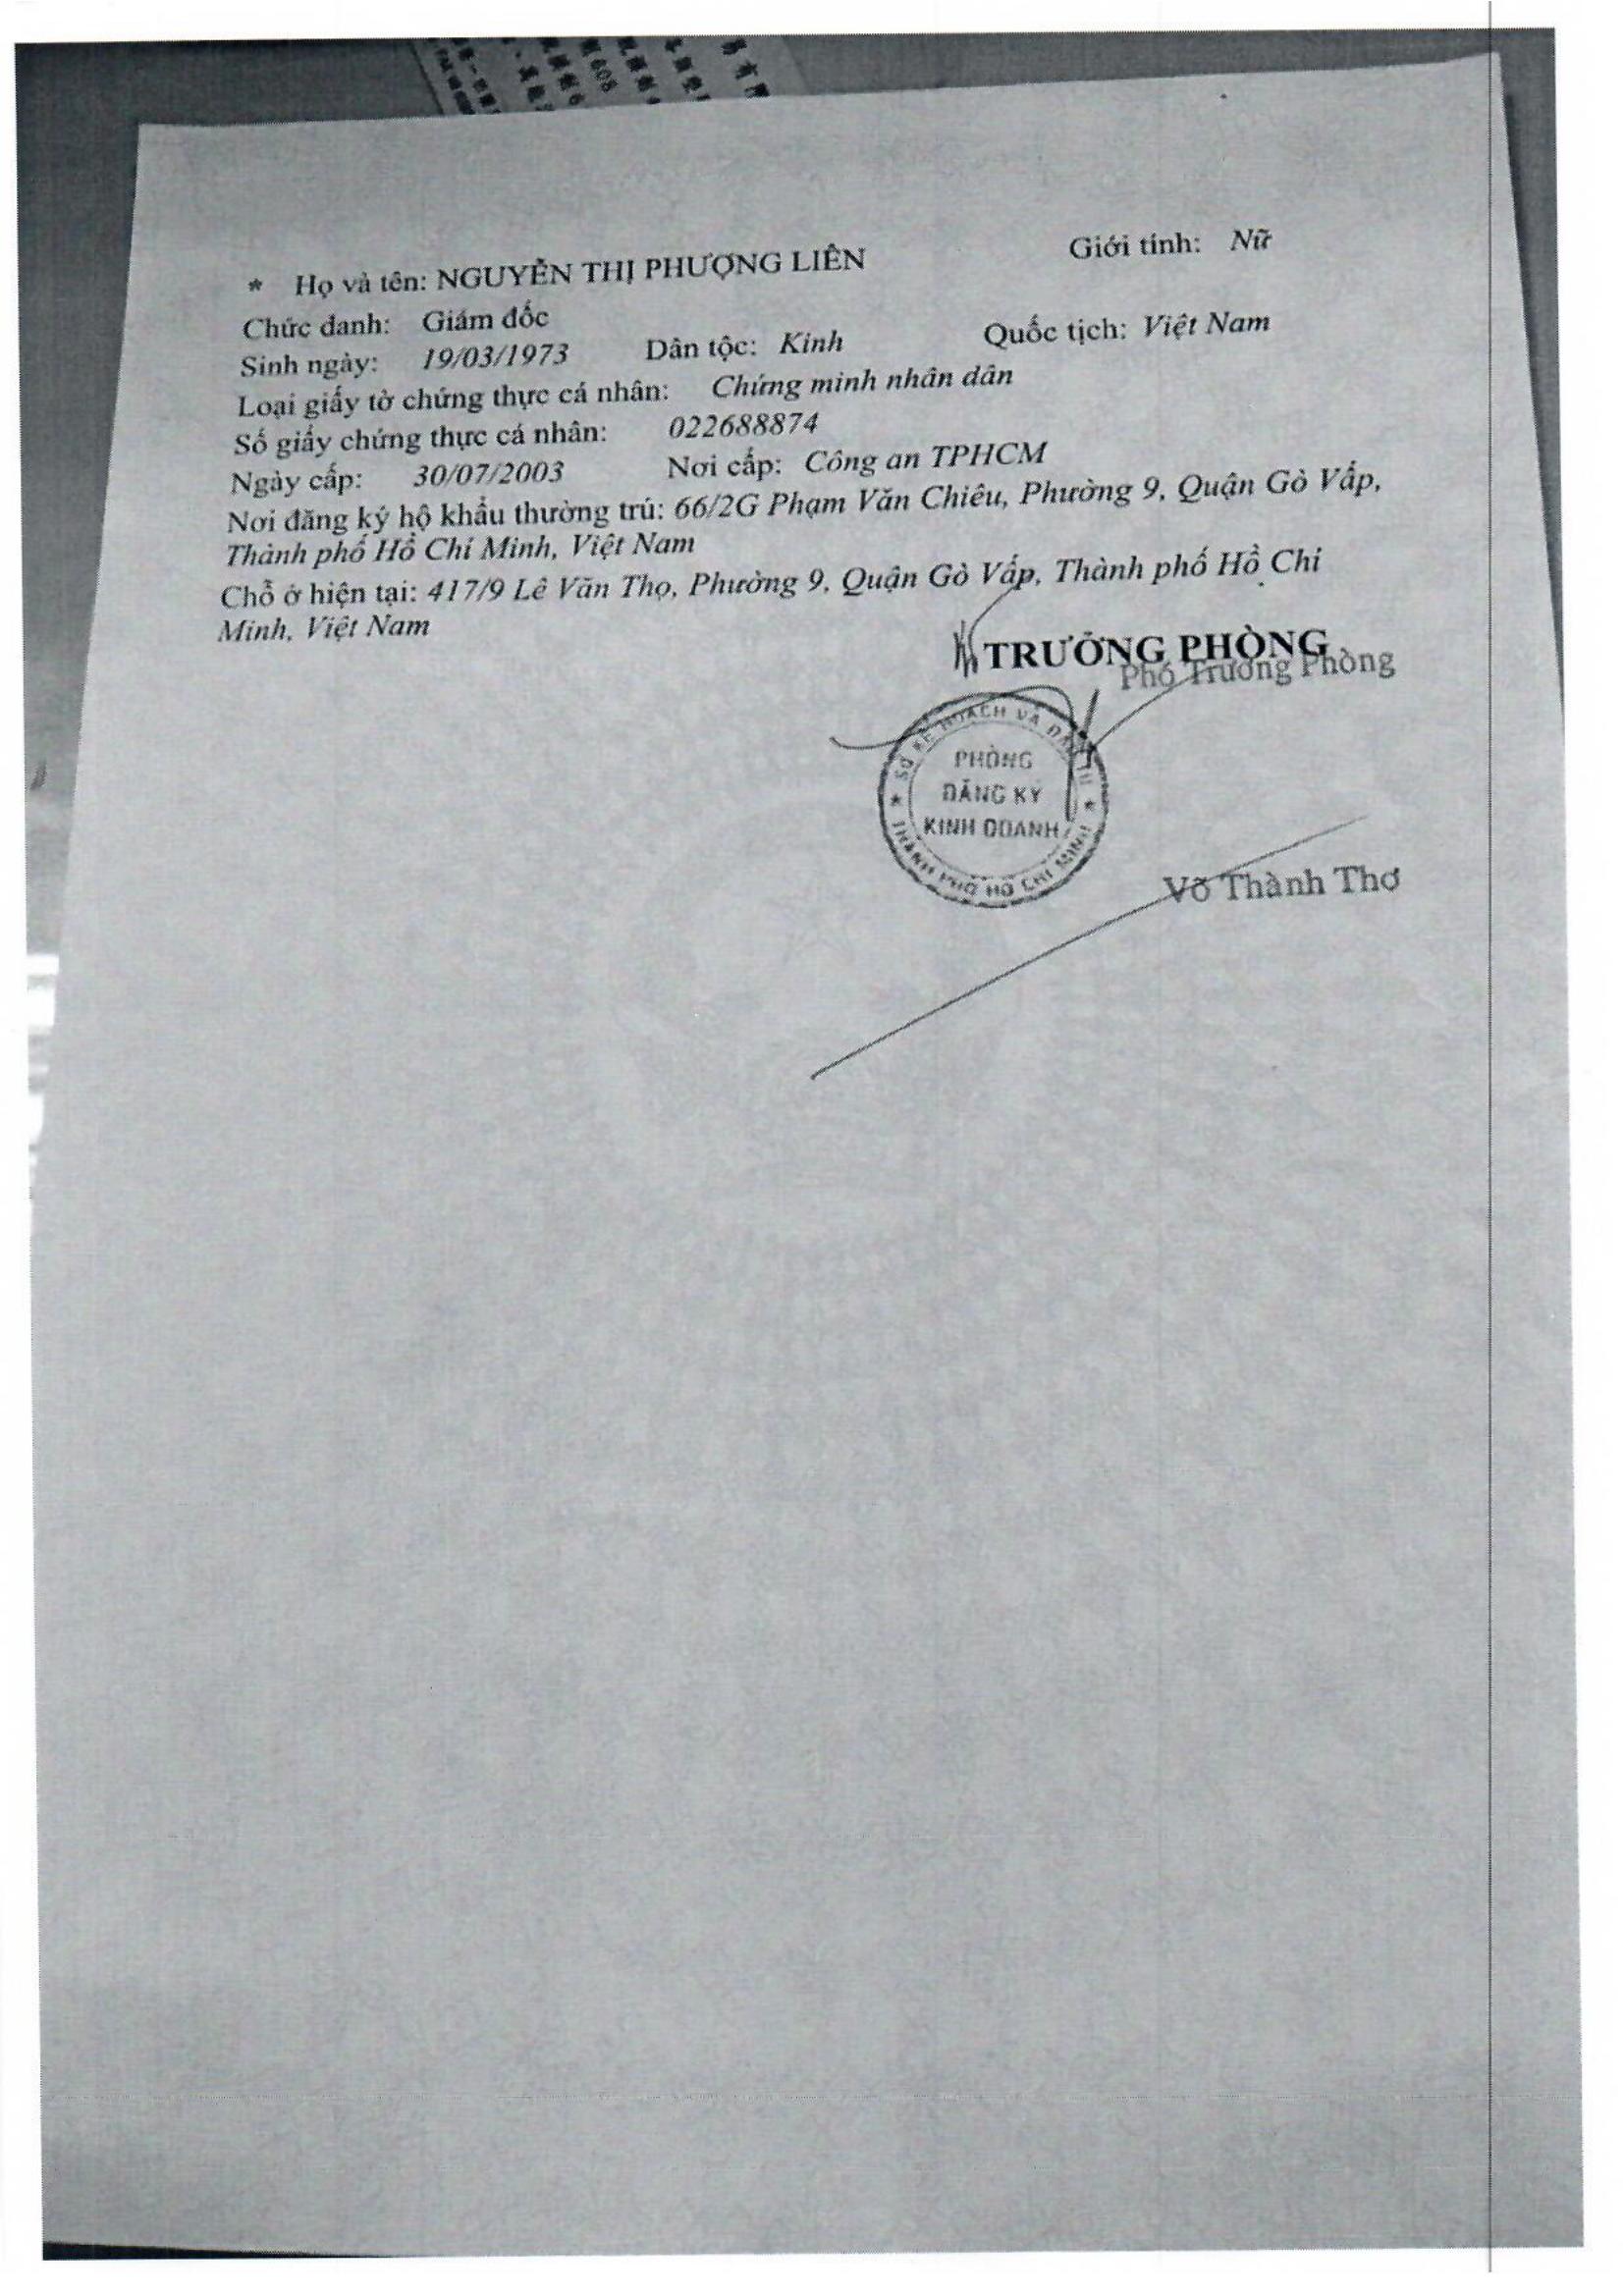 * Họ và tên: NGUYỄN THỊ PHƯỢNG LIÊN Giới tính: Nữ
Chức danh: Giám đốc
Sinh ngày: 19/03/1973 Dân tộc: Kinh Quốc tịch: Việt Nam
Loại giấy tờ chứng thực cá nhân: Chứng minh nhân dân
Số giấy chứng thực cá nhân: 022688874
Ngày cấp: 30/07/2003 Nơi cấp: Công an TPHCM
Nơi đăng ký hộ khẩu thường trú: 66/2G Phạm Văn Chiêu, Phường 9, Quận Gò Vấp,
Thành phố Hồ Chí Minh, Việt Nam
Chỗ ở hiện tại: 417/9 Lê Văn Thọ, Phường 9, Quận Gò Vấp, Thành phố Hồ Chí
Minh, Việt Nam
TRƯỞNG PHÒNG
Phó Trưởng Phòng
SỞ KẾ HOẠCH VÀ ĐẦU TƯ
PHÒNG
ĐĂNG KÝ
KINH DOANH
THÀNH PHỐ HỒ CHÍ MINH
Võ Thành Thơ